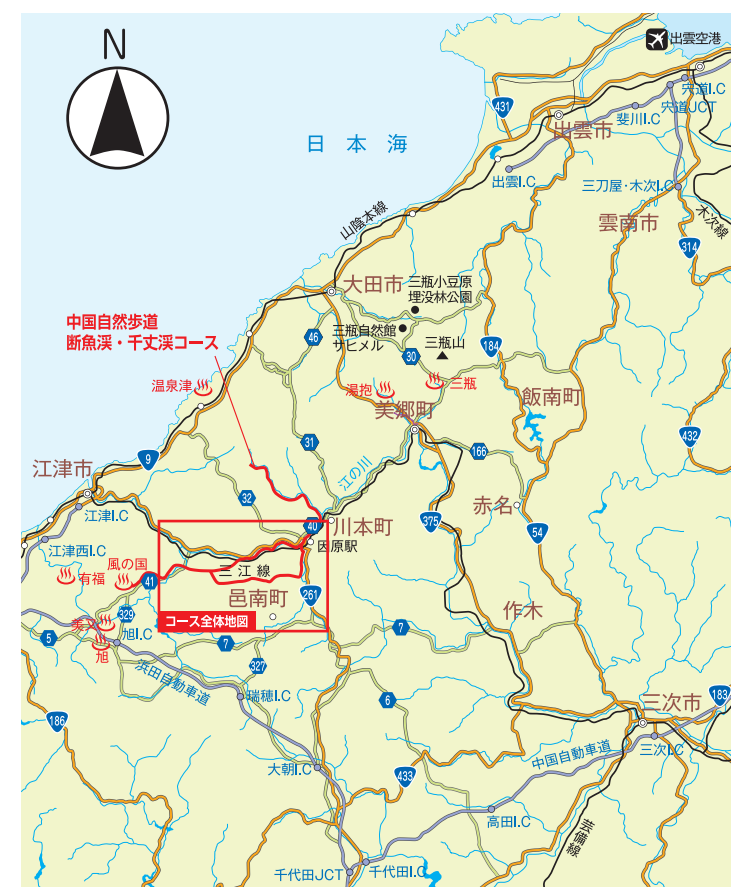 N
出雲空港
宍道I.C
宍道JCT
431
斐川I.C
出雲市
日本海
出雲I.C
三刀屋・木次I.C
山陰本線
木次線
雲南市
314
大田市
三瓶小豆原
埋没林公園
中国自然歩道
断魚渓・千丈渓コース
46
三瓶自然館
サヒメル
三瓶山
30
184
温泉津
湯抱
三瓶
飯南町
美郷町
9
31
432
江津市
166
江の川
32
赤名
江津I.C
40
川本町
375
54
因原駅
江津西I.C
風の国
三江線
有福
41
261
邑南町
作木
329
コース全体地図
美又
旭I.C
5
7
7
旭
327
浜田自動車道
瑞穂I.C
三次市
183
6
186
中国自動車道
三次I.C
大朝I.C
433
高田I.C
芸備線
千代田JCT
千代田I.C